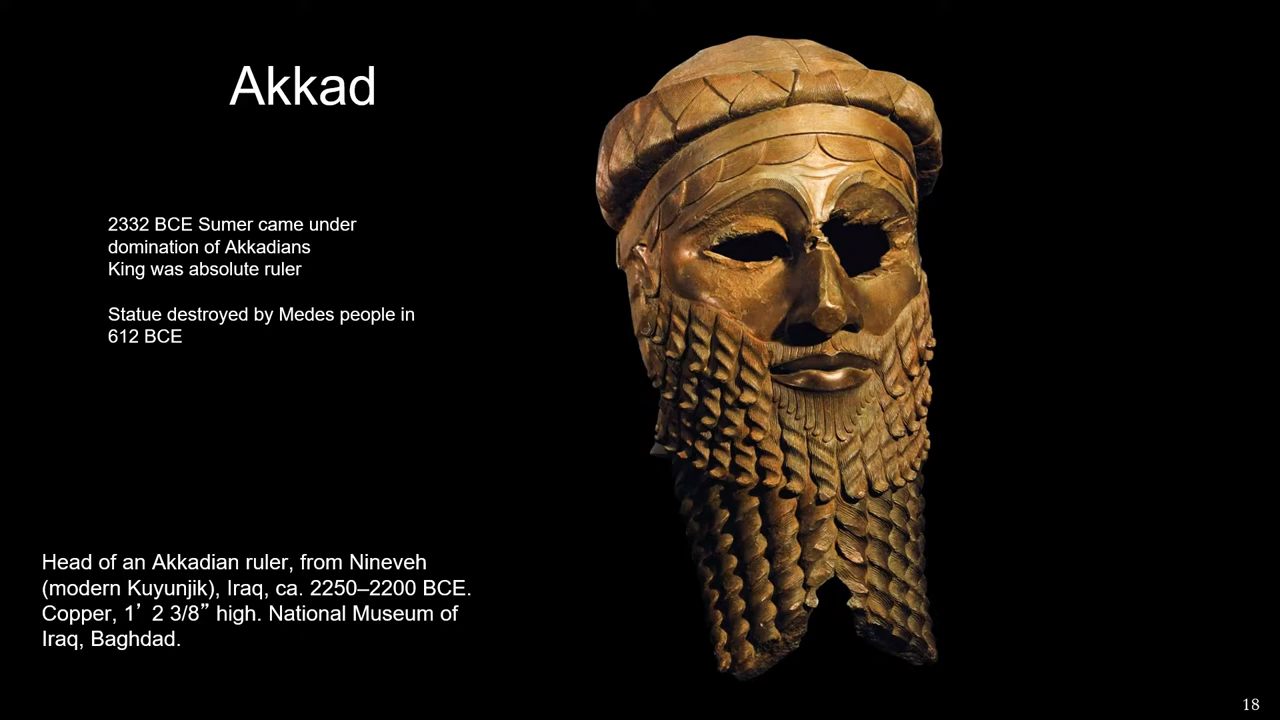 Akkad
2332 BCE Sumer came under
domination of Akkadians
King was absolute ruler
Statue destroyed by Medes people in
612 BCE
Head of an Akkadian ruler, from Nineveh
(modern Kuyunjik), Iraq, ca. 2250–2200 BCE.
Copper, 1’ 2 3/8” high. National Museum of
Iraq, Baghdad.
18